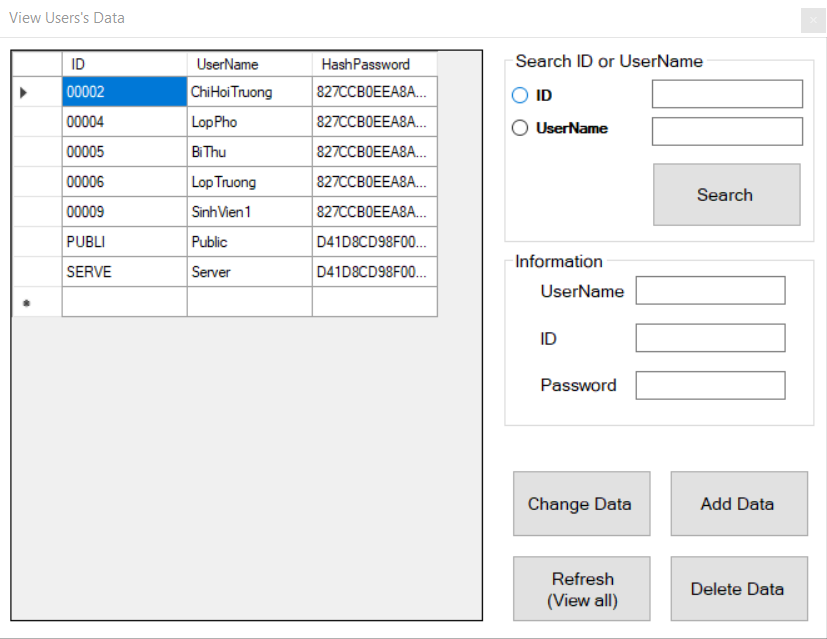 View Users's Data
ID UserName HashPassword
00002 ChiHoiTruong 827CCB0EEA8A...
00004 LopPho 827CCB0EEA8A...
00005 BiThu 827CCB0EEA8A...
00006 LopTruong 827CCB0EEA8A...
00009 SinhVien1 827CCB0EEA8A...
PUBLI Public D41D8CD98F00...
SERVE Server D41D8CD98F00...
Search ID or UserName
ID
UserName
Search
Information
UserName
ID
Password
Change Data
Add Data
Refresh
(View all)
Delete Data